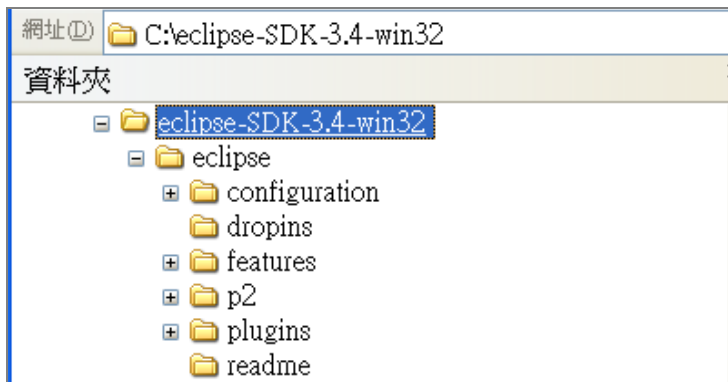 網址(D) C:\eclipse-SDK-3.4-win32
資料夾
eclipse-SDK-3.4-win32
eclipse
configuration
dropins
features
p2
plugins
readme